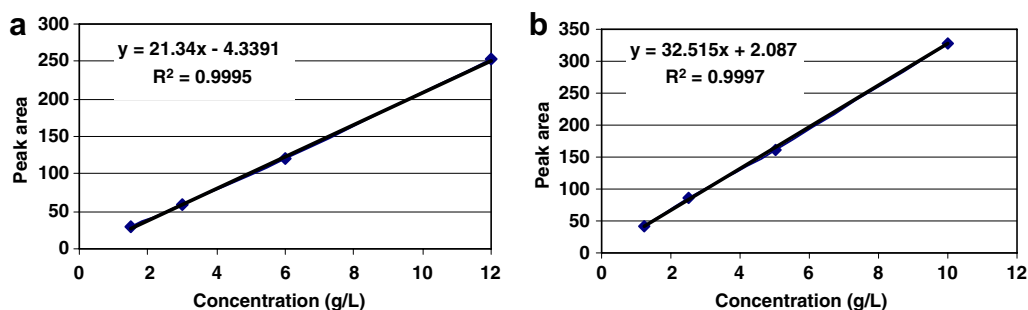 a
y = 21.34x - 4.3391
R² = 0.9995
Peak area
300
250
200
150
100
50
0
0 2 4 6 8 10 12
Concentration (g/L)
b
y = 32.515x + 2.087
R² = 0.9997
Peak area
350
300
250
200
150
100
50
0
0 2 4 6 8 10 12
Concentration (g/L)